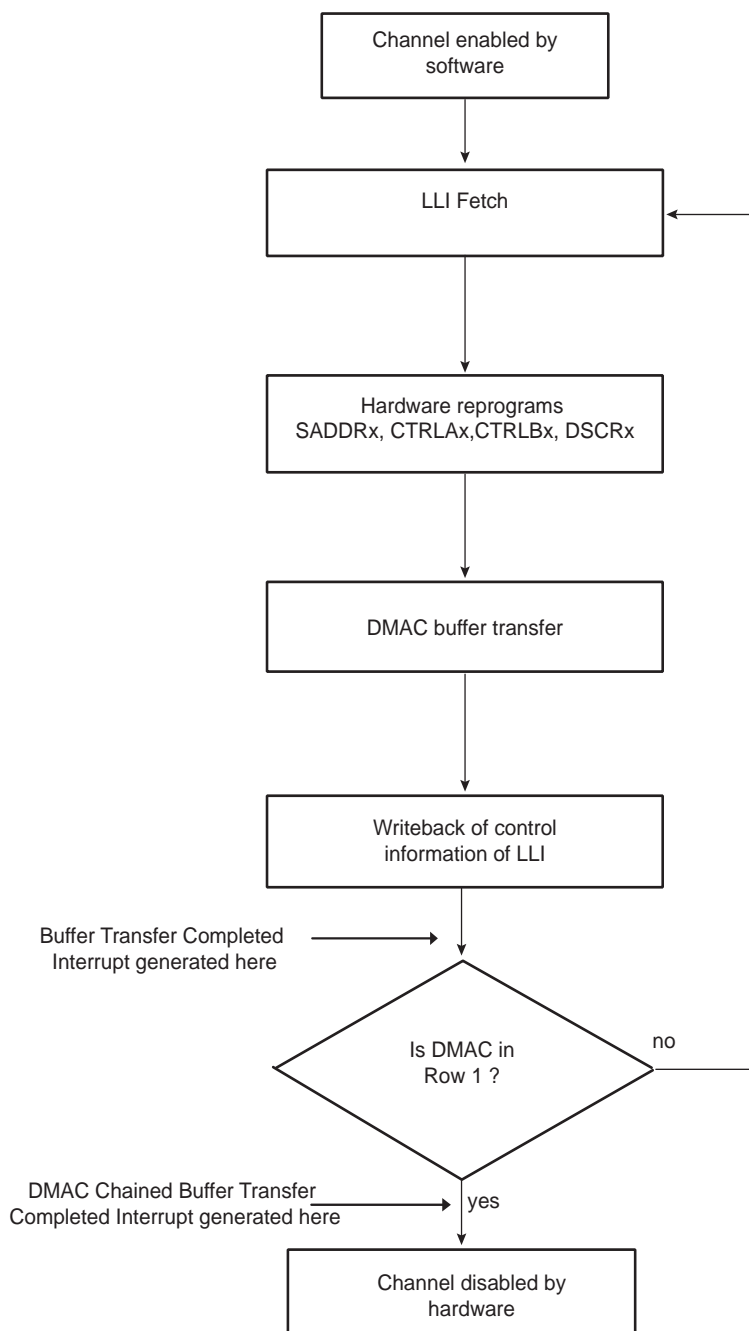 Channel enabled by
software
LLI Fetch
Hardware reprograms
SADDRx, CTRLAx,CTRLBx, DSCRx
DMAC buffer transfer
Writeback of control
information of LLI
Buffer Transfer Completed
Interrupt generated here
Is DMAC in
Row 1 ?
no
DMAC Chained Buffer Transfer
Completed Interrupt generated here
yes
Channel disabled by
hardware